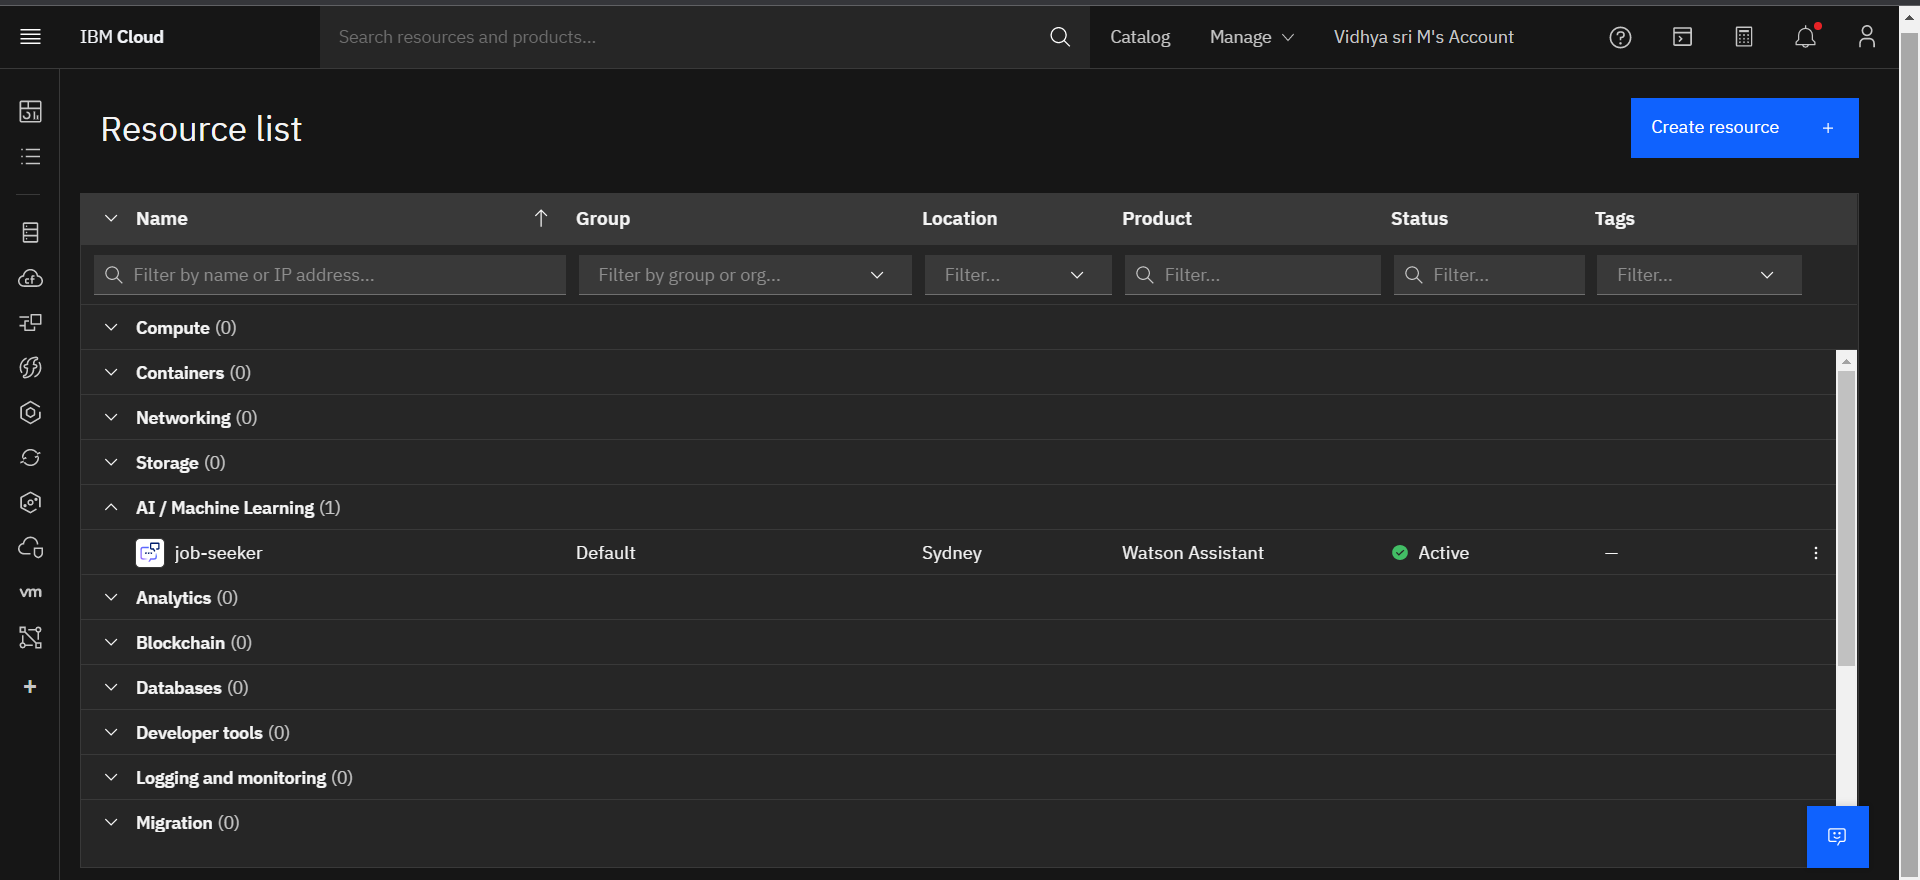 IBM Cloud
Search resources and products...
Catalog
Manage
Vidhya sri M's Account
Resource list
Create resource +
Name Group Location Product Status Tags
Filter by name or IP address... Filter by group or org... Filter... Filter... Filter... Filter...
Compute (0)
Containers (0)
Networking (0)
Storage (0)
AI / Machine Learning (1)
job-seeker Default Sydney Watson Assistant Active —
Analytics (0)
Blockchain (0)
Databases (0)
Developer tools (0)
Logging and monitoring (0)
Migration (0)
cf
vm